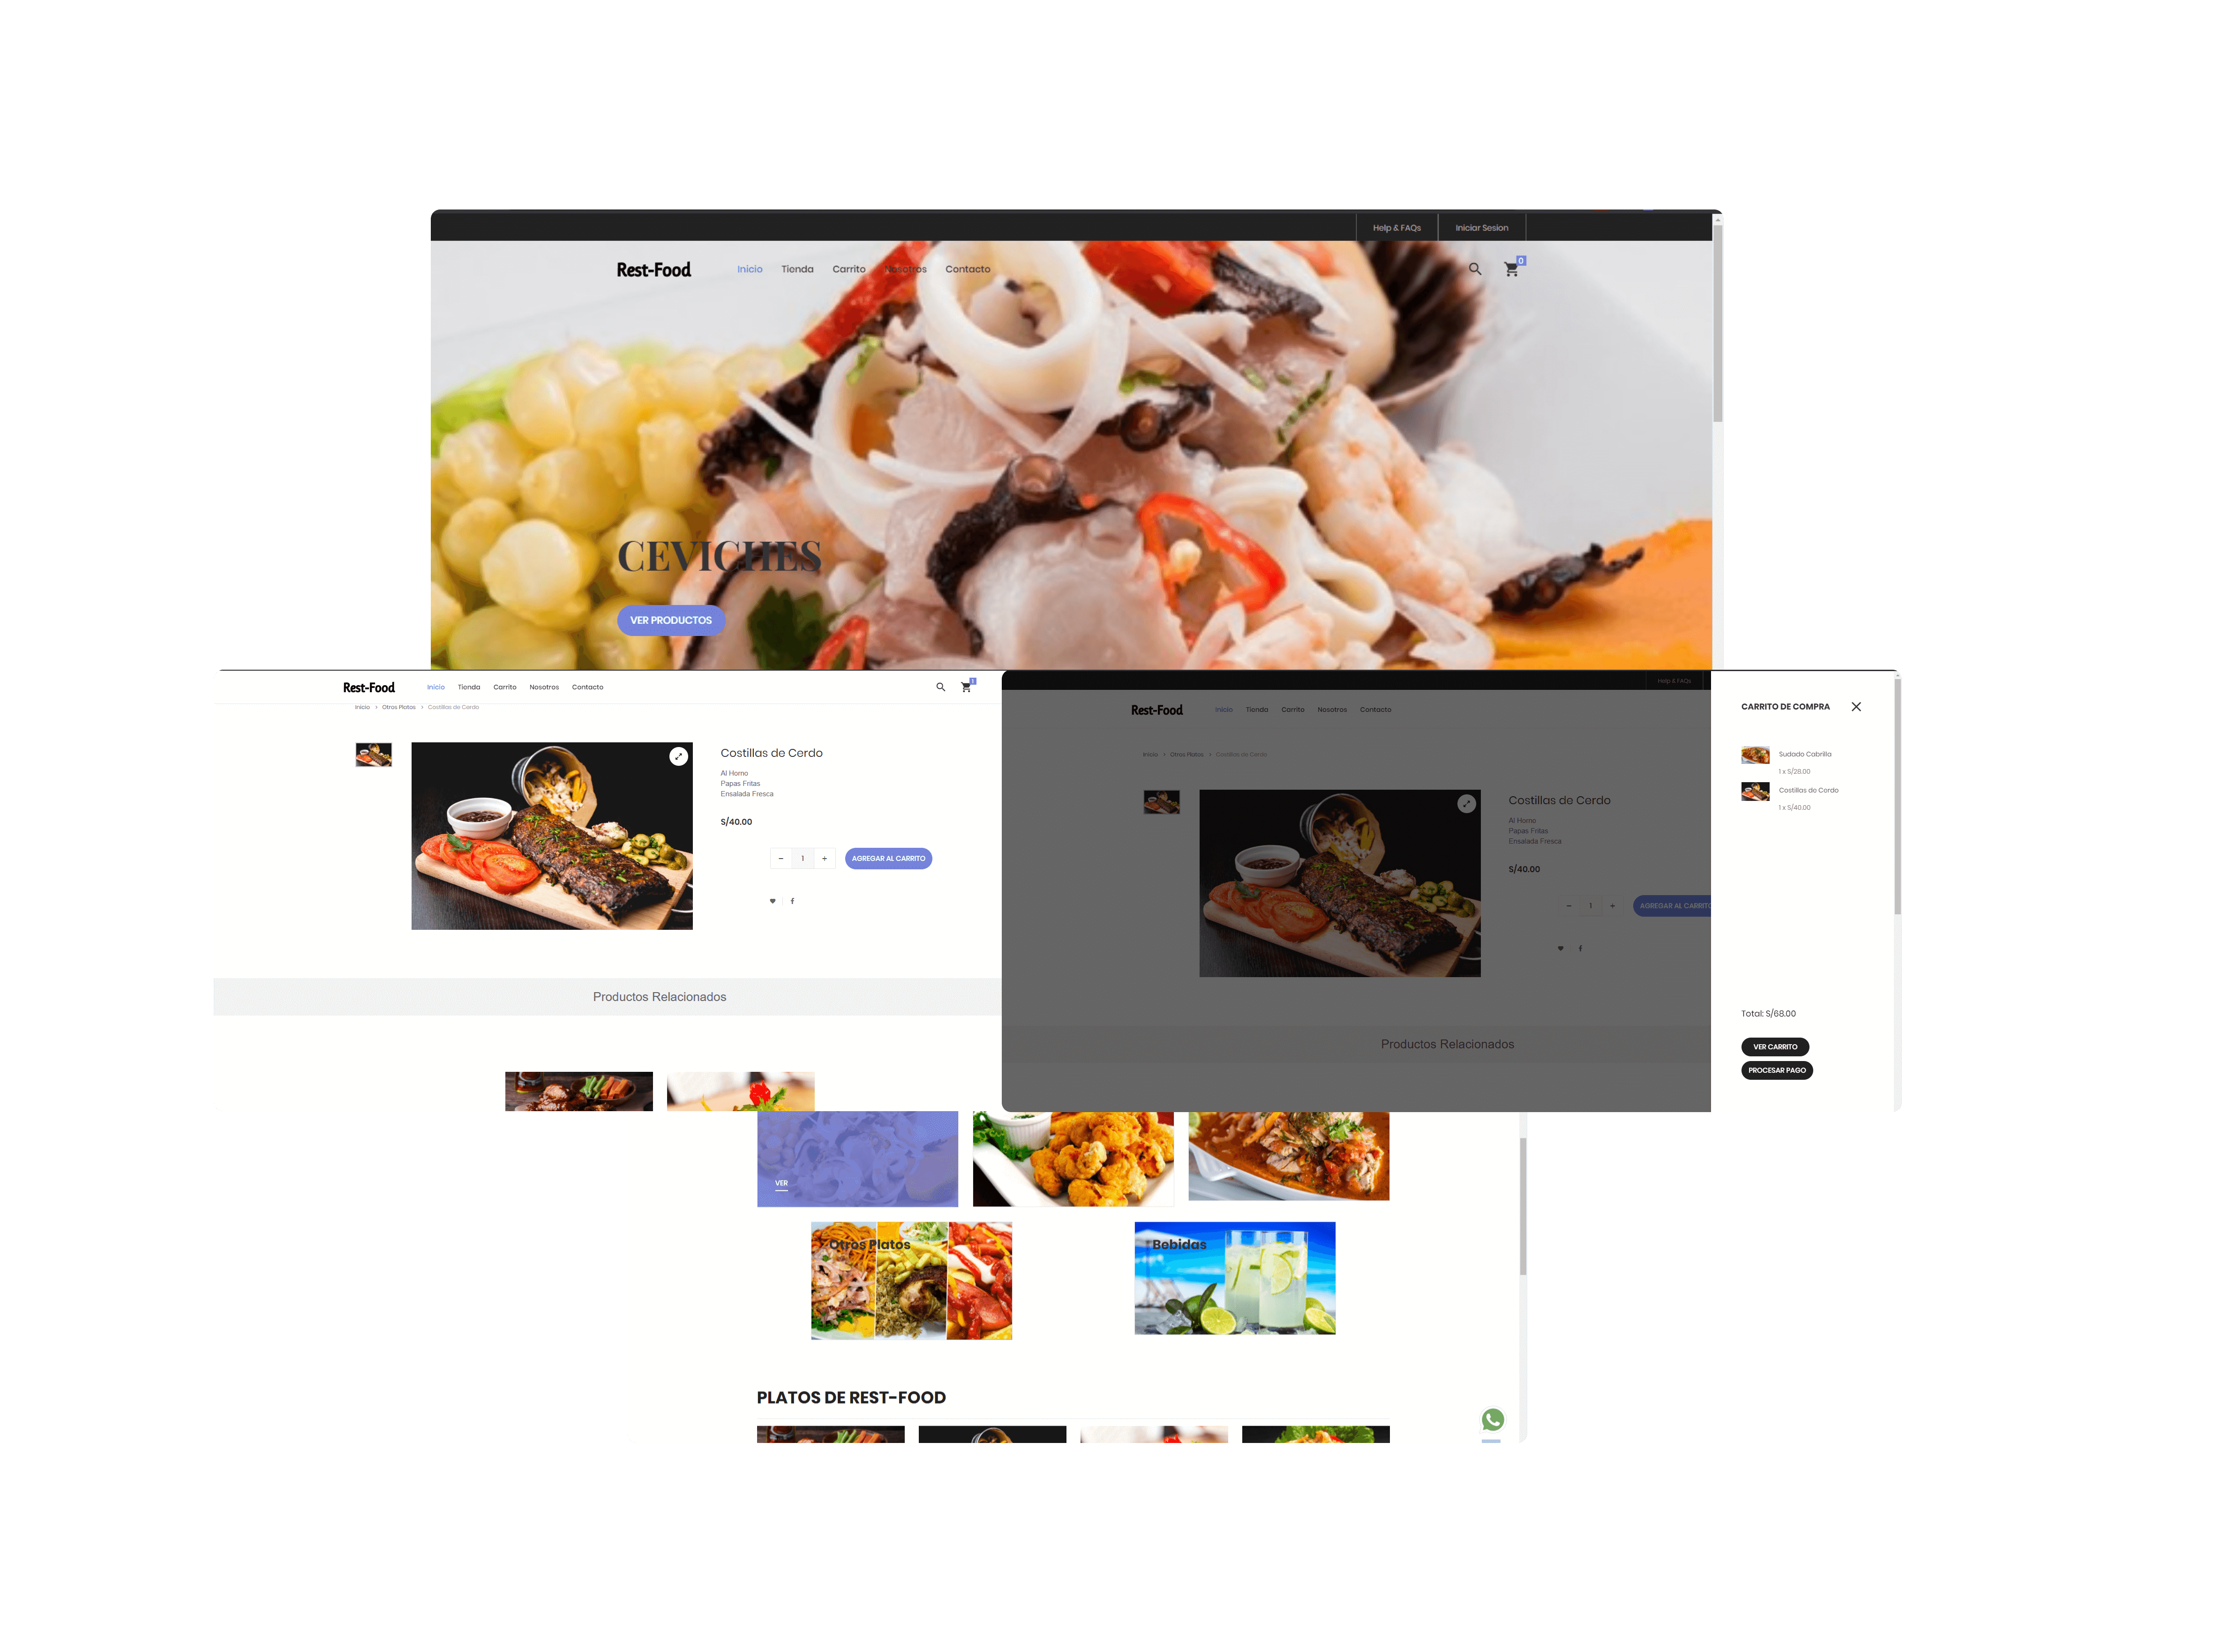 Help & FAQs
Iniciar Sesion
Rest-Food
Inicio
Tienda
Carrito
Nosotros
Contacto
0
CEVICHES
VER PRODUCTOS
Rest-Food
Inicio
Tienda
Carrito
Nosotros
Contacto
1
Inicio > Otros Platos > Costillas de Cerdo
Costillas de Cerdo
Al Horno
Papas Fritas
Ensalada Fresca
S/40.00
- 1 +
AGREGAR AL CARRITO
Productos Relacionados
Help & FAQs
Rest-Food
Inicio
Tienda
Carrito
Nosotros
Contacto
Inicio > Otros Platos > Costillas de Cerdo
Costillas de Cerdo
Al Horno
Papas Fritas
Ensalada Fresca
S/40.00
- 1 +
AGREGAR AL CARRITO
Productos Relacionados
CARRITO DE COMPRA
Sudado Cabrilla
1 x S/28.00
Costillas de Cerdo
1 x S/40.00
Total: S/68.00
VER CARRITO
PROCESAR PAGO
VER
Otros Platos
Bebidas
PLATOS DE REST-FOOD